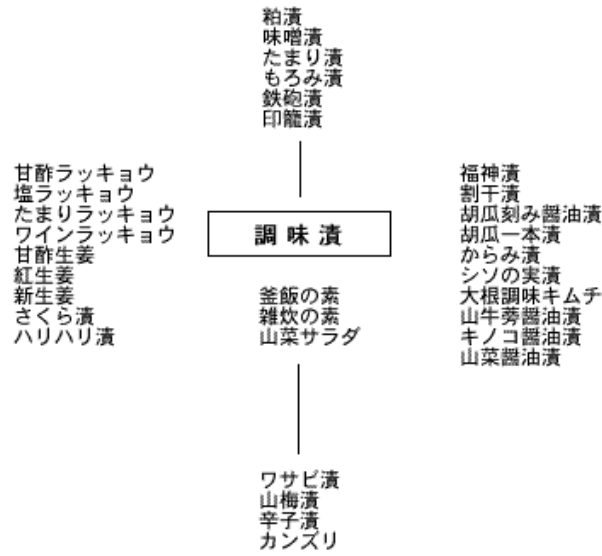 粕漬
味噌漬
たまり漬
もろみ漬
鉄砲漬
印籠漬
甘酢ラッキョウ
塩ラッキョウ
たまりラッキョウ
ワインラッキョウ
甘酢生姜
紅生姜
新生姜
さくら漬
ハリハリ漬
調味漬
釜飯の素
雑炊の素
山菜サラダ
福神漬
割干漬
胡瓜刻み醤油漬
胡瓜一本漬
からみ漬
シソの実漬
大根調味キムチ
山牛蒡醤油漬
キノコ醤油漬
山菜醤油漬
ワサビ漬
山梅漬
辛子漬
カンズリ